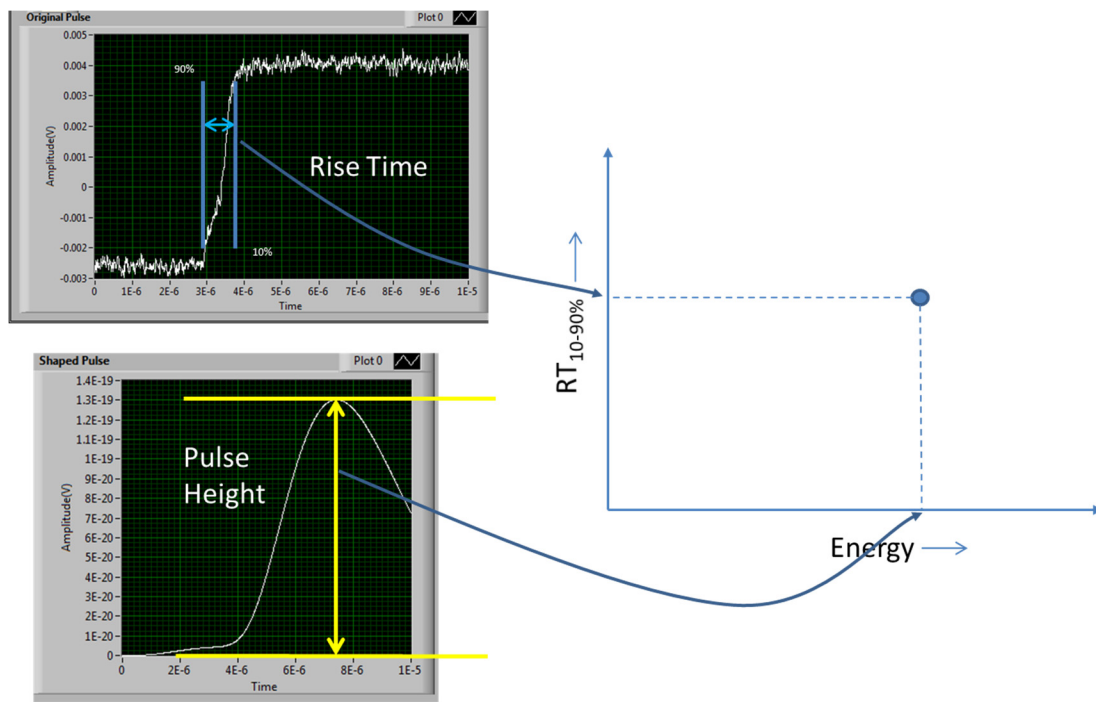 Original Pulse
Plot 0
0.005
0.004
0.003
0.002
0.001
0
-0.001
-0.002
-0.003
Amplitude(V)
90%
10%
Rise Time
0 1E-6 2E-6 3E-6 4E-6 5E-6 6E-6 7E-6 8E-6 9E-6 1E-5
Time
RT10-90%
Energy
Shaped Pulse
Plot 0
1.4E-19
1.3E-19
1.2E-19
1.1E-19
1E-19
9E-20
8E-20
7E-20
6E-20
5E-20
4E-20
3E-20
2E-20
1E-20
0
Amplitude(V)
Pulse
Height
0 2E-6 4E-6 6E-6 8E-6 1E-5
Time